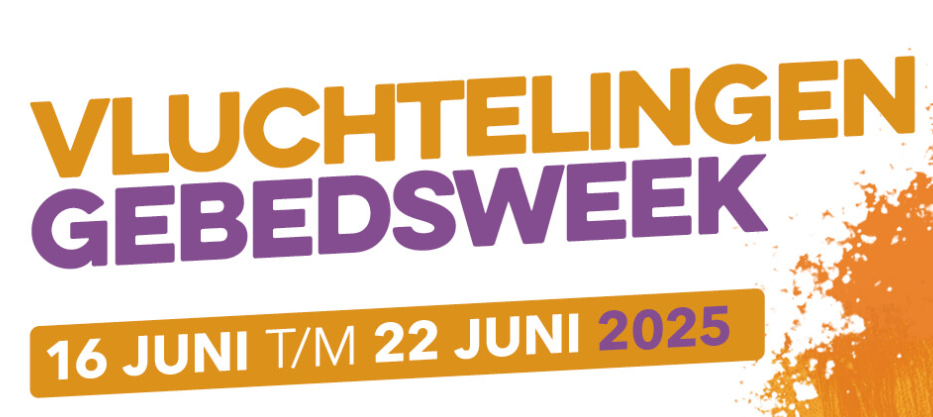 VLUCHTELINGEN
GEBEDSWEEK
16 JUNI T/M 22 JUNI 2025